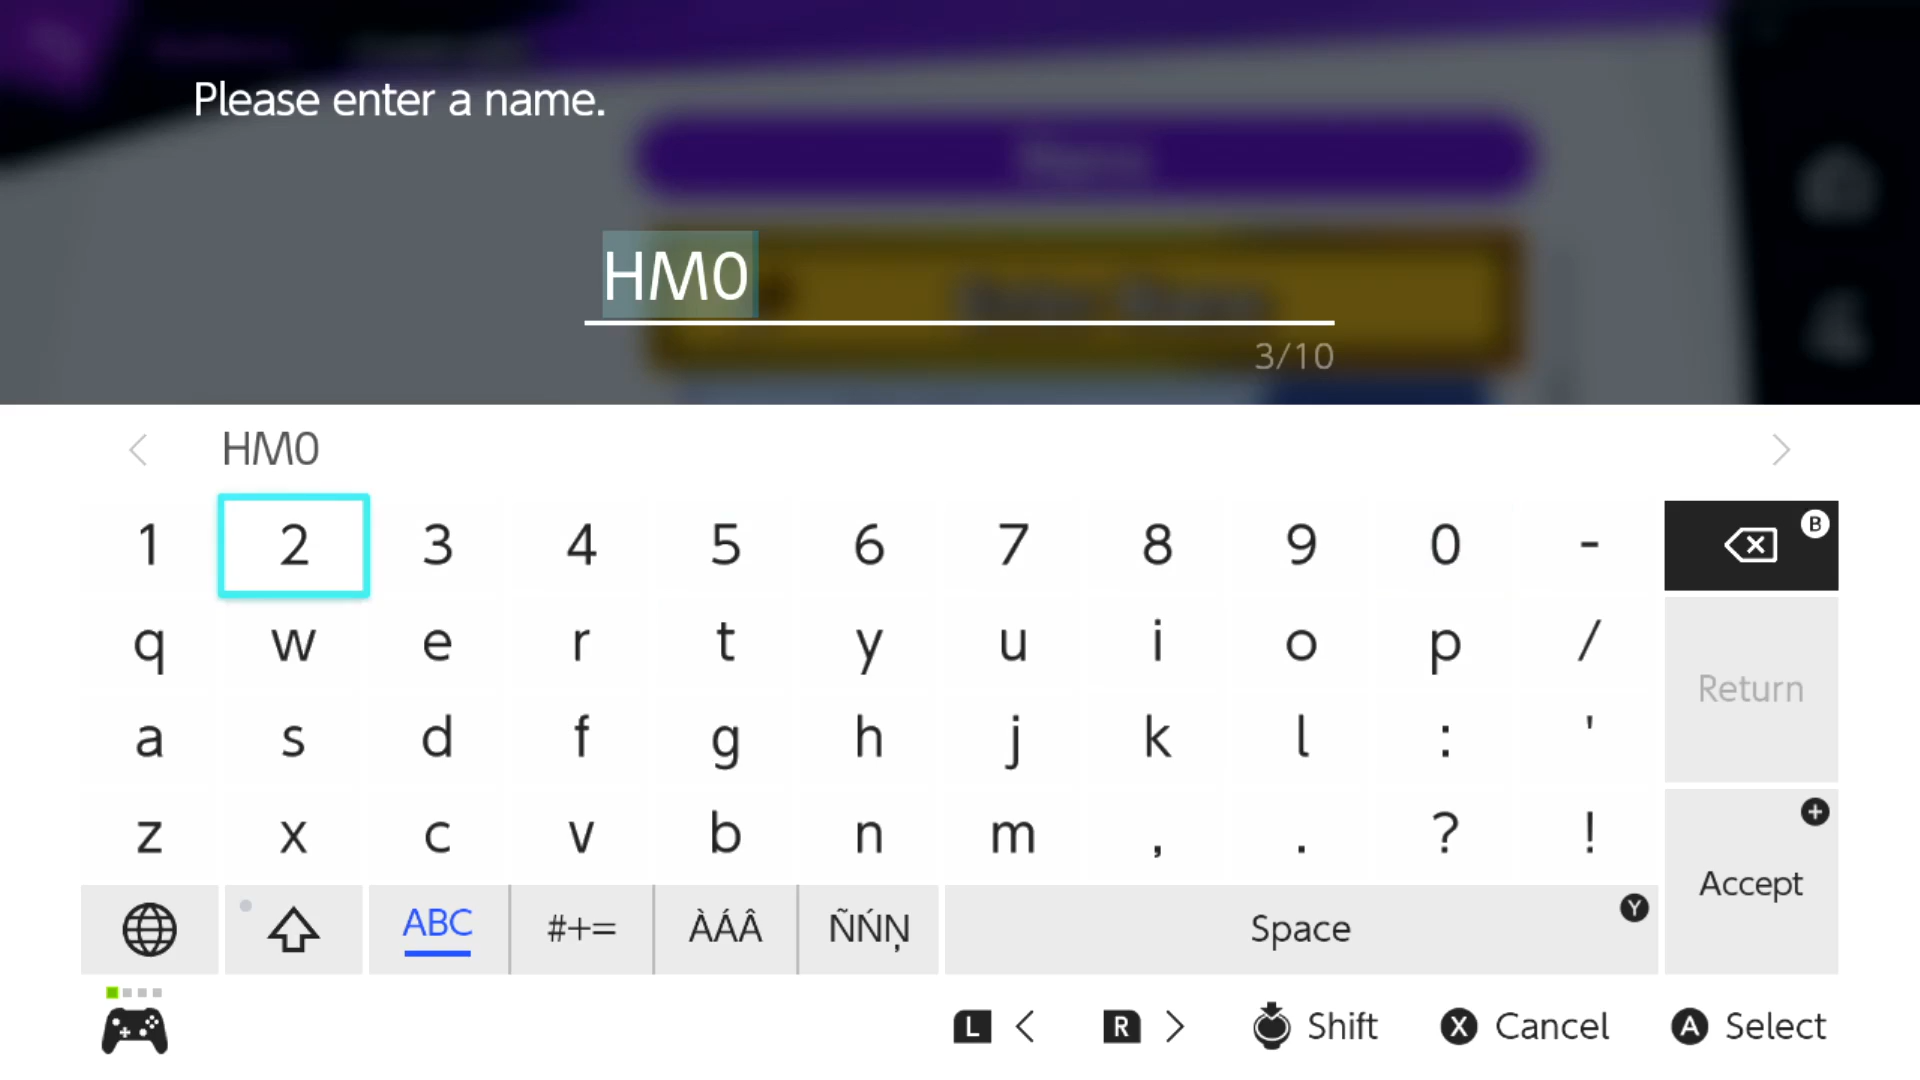 Please enter a name.
HM0
3/10
HM0
1 2 3 4 5 6 7 8 9 0 -
B
q w e r t y u i o p /
Return
a s d f g h j k l : '
z x c v b n m , . ? !
+
Accept
ABC #+= ÀÁÂ ÑŃŅ Space Y
L < R > Shift X Cancel A Select